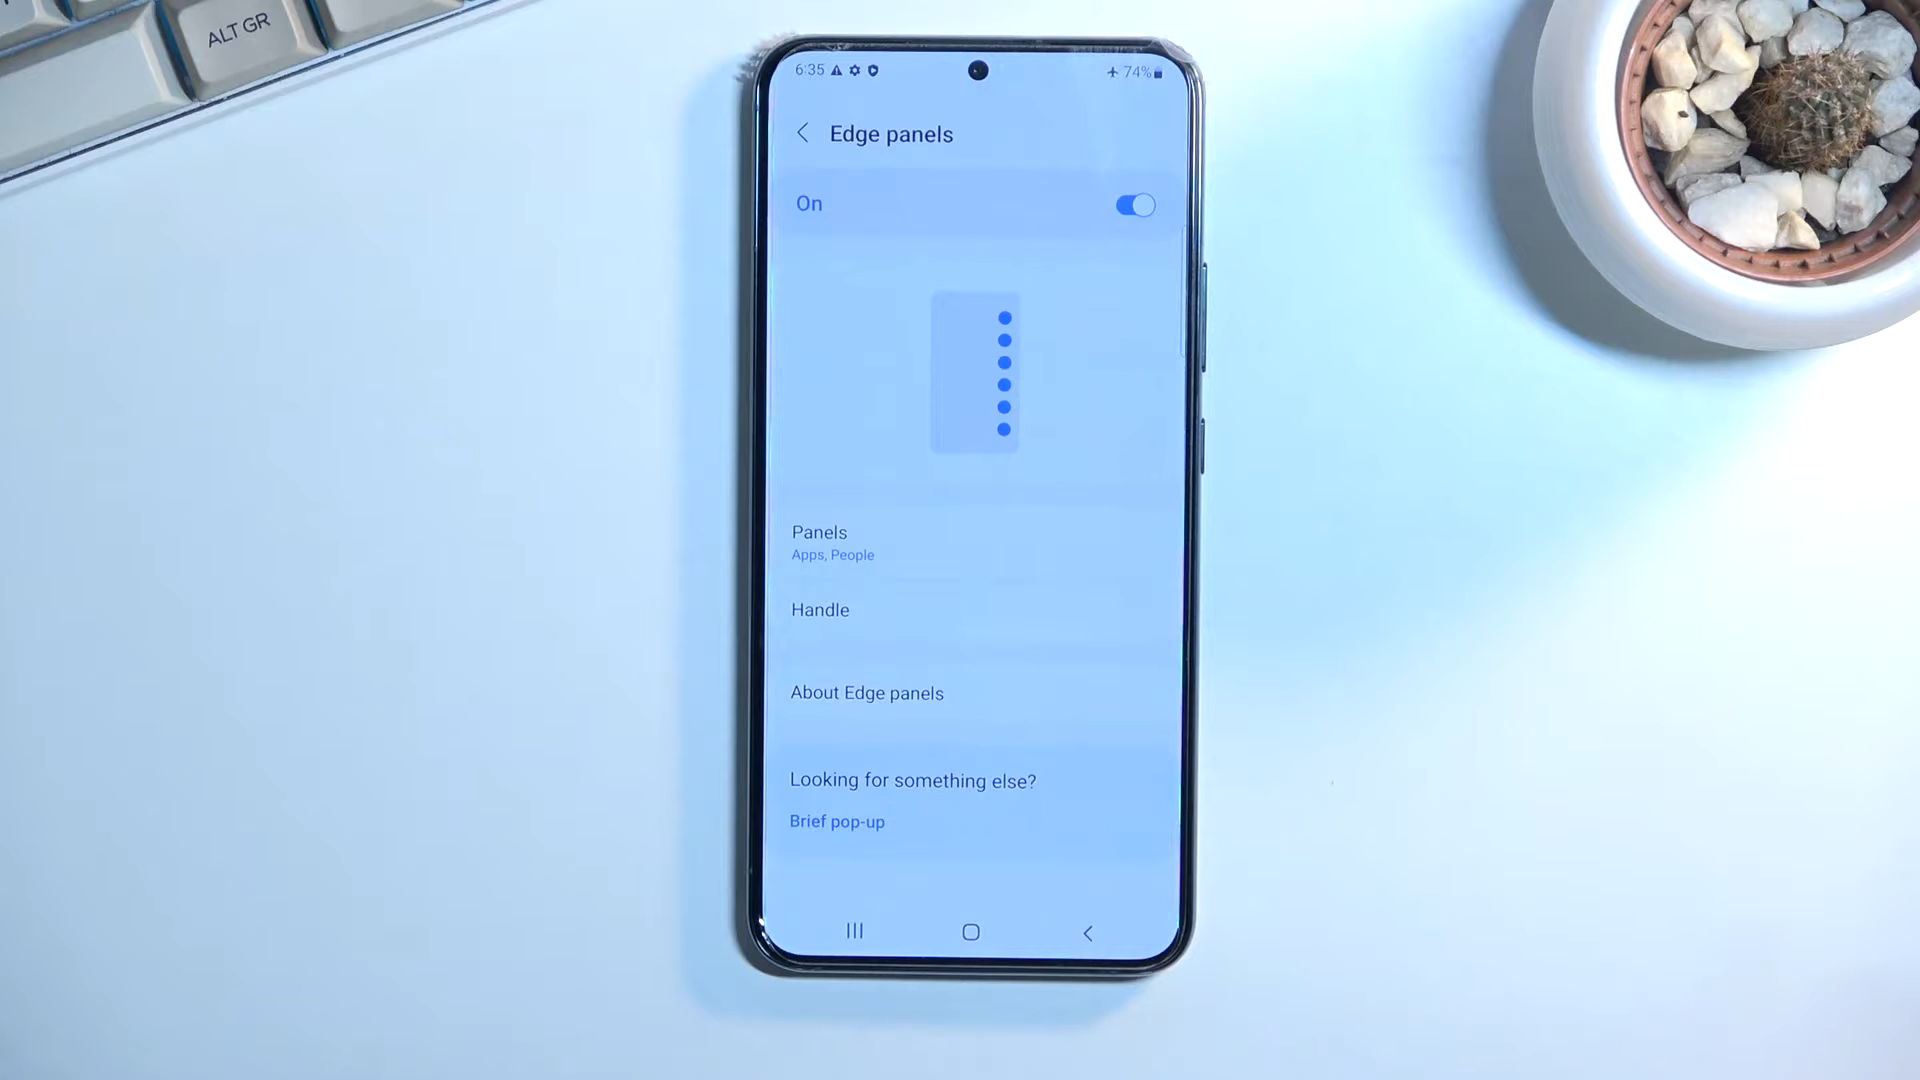 ALT GR
6:35
74%
Edge panels
On
Panels
Apps, People
Handle
About Edge panels
Looking for something else?
Brief pop-up